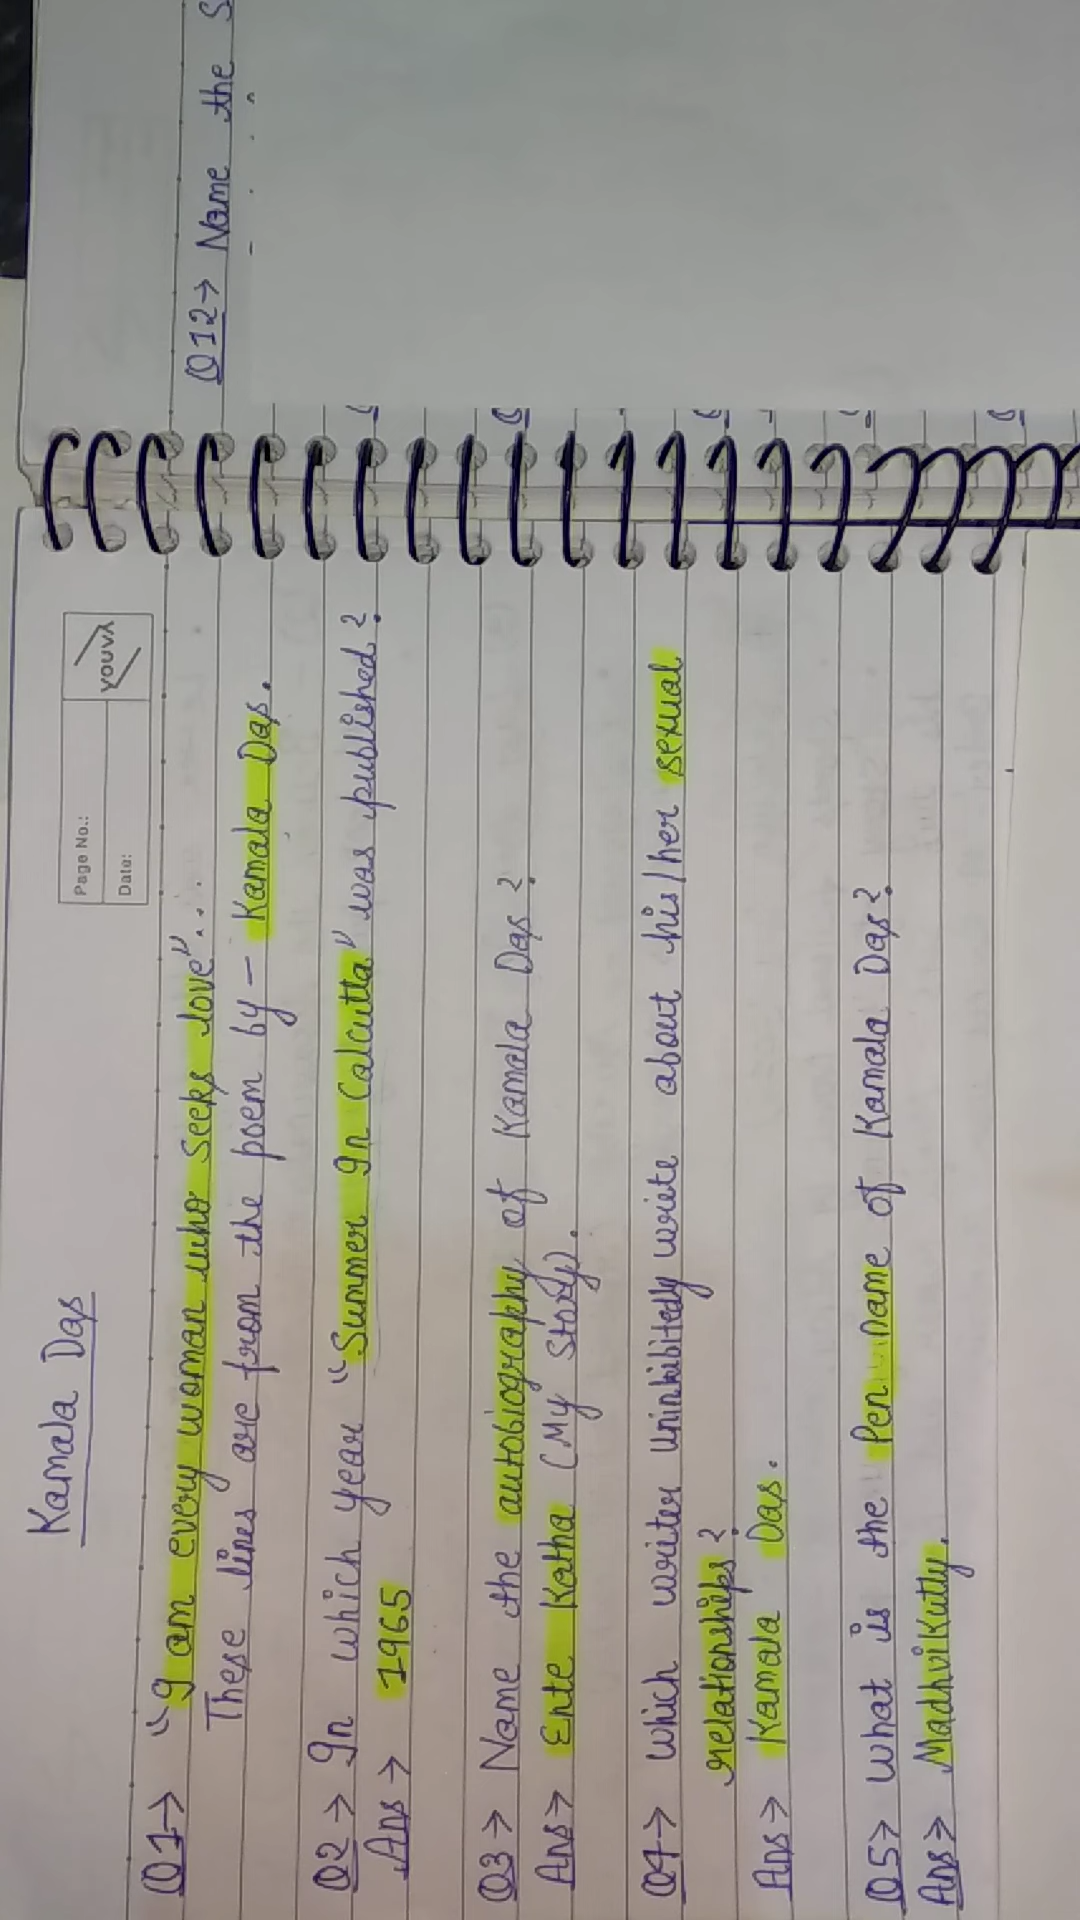 Kamala Das
Page No.:
Date:
YOUVA
Q1→ "I am every woman who seeks love"...
These lines are from the poem by - Kamala Das.
Q2→ In which year "Summer In Calcutta" was published?
Ans→ 1965
Q3→ Name the autobiography of Kamala Das?
Ans→ Ente Katha (My Story).
Q4→ which writer uninhibitedly write about his/her sexual
relationships?
Ans→ Kamala Das.
Q5→ what is the Pen Name of Kamala Das?
Ans→ MadhviKutty.
Q12→ Name the